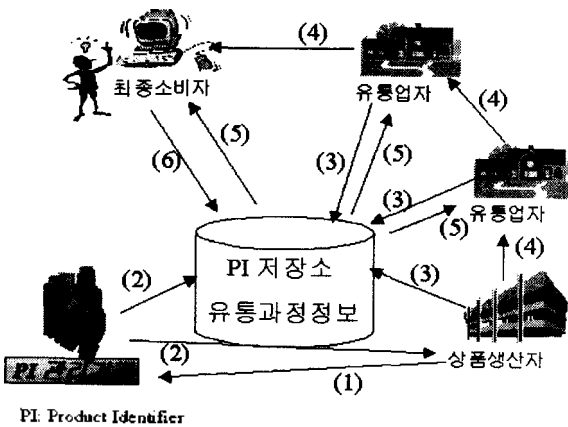 (4)
최종소비자
유통업자
(4)
(6)
(5)
(3)
(5)
(3)
유통업자
(5)
(4)
PI 저장소
유통과정정보
(2)
(3)
(2)
상품생산자
(1)
PI
PI: Product Identifier